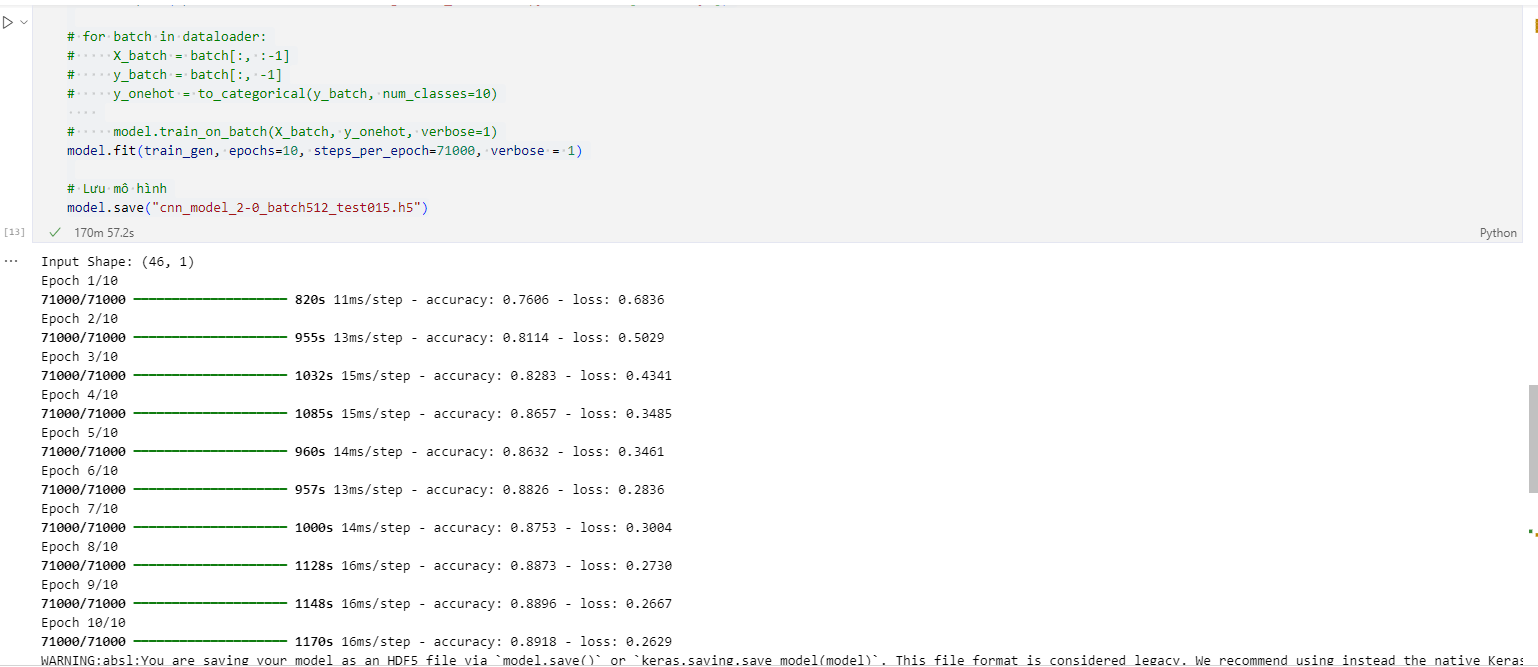 # for batch in dataloader:
#     X_batch = batch[:, :-1]
#     y_batch = batch[:, -1]
#     y_onehot = to_categorical(y_batch, num_classes=10)
#     model.train_on_batch(X_batch, y_onehot, verbose=1)
model.fit(train_gen, epochs=10, steps_per_epoch=71000, verbose = 1)
# Lưu mô hình
model.save("cnn_model_2-0_batch512_test015.h5")
[13] 170m 57.2s Python
... Input Shape: (46, 1)
Epoch 1/10
71000/71000 820s 11ms/step - accuracy: 0.7606 - loss: 0.6836
Epoch 2/10
71000/71000 955s 13ms/step - accuracy: 0.8114 - loss: 0.5029
Epoch 3/10
71000/71000 1032s 15ms/step - accuracy: 0.8283 - loss: 0.4341
Epoch 4/10
71000/71000 1085s 15ms/step - accuracy: 0.8657 - loss: 0.3485
Epoch 5/10
71000/71000 960s 14ms/step - accuracy: 0.8632 - loss: 0.3461
Epoch 6/10
71000/71000 957s 13ms/step - accuracy: 0.8826 - loss: 0.2836
Epoch 7/10
71000/71000 1000s 14ms/step - accuracy: 0.8753 - loss: 0.3004
Epoch 8/10
71000/71000 1128s 16ms/step - accuracy: 0.8873 - loss: 0.2730
Epoch 9/10
71000/71000 1148s 16ms/step - accuracy: 0.8896 - loss: 0.2667
Epoch 10/10
71000/71000 1170s 16ms/step - accuracy: 0.8918 - loss: 0.2629
WARNING:absl:You are saving your model as an HDF5 file via `model.save()` or `keras.saving.save_model(model)`. This file format is considered legacy. We recommend using instead the native Keras